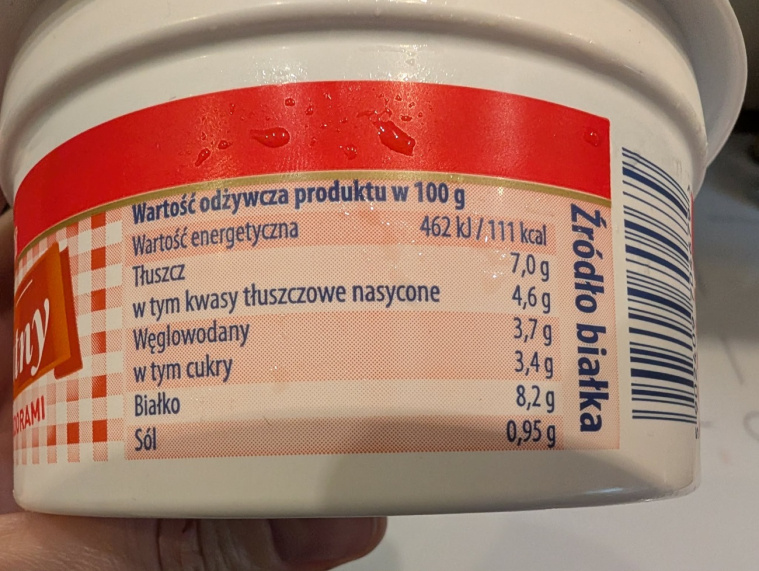 Wartość odżywcza produktu w 100 g
Wartość energetyczna 462 kJ / 111 kcal
Tłuszcz 7,0 g
w tym kwasy tłuszczowe nasycone 4,6 g
Węglowodany 3,7 g
w tym cukry 3,4 g
Białko 8,2 g
Sól 0,95 g
Źródło białka